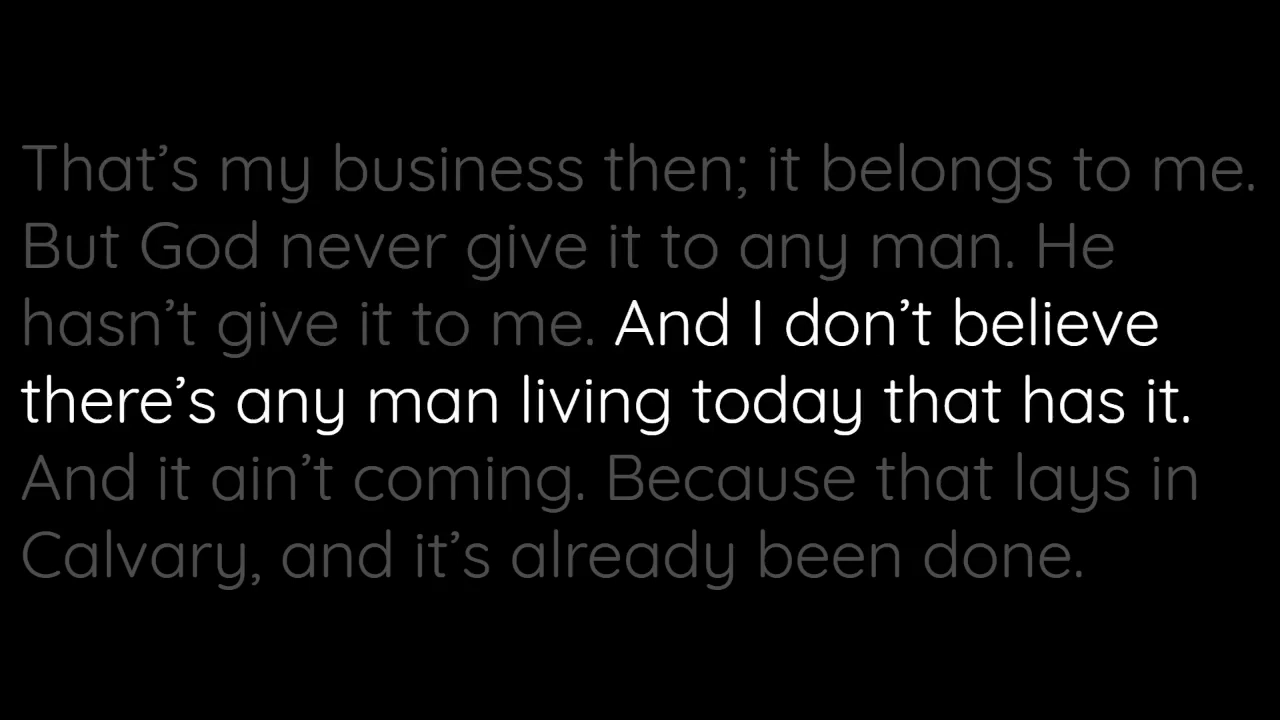 That’s my business then; it belongs to me.
But God never give it to any man. He
hasn’t give it to me. And I don’t believe
there’s any man living today that has it.
And it ain’t coming. Because that lays in
Calvary, and it’s already been done.